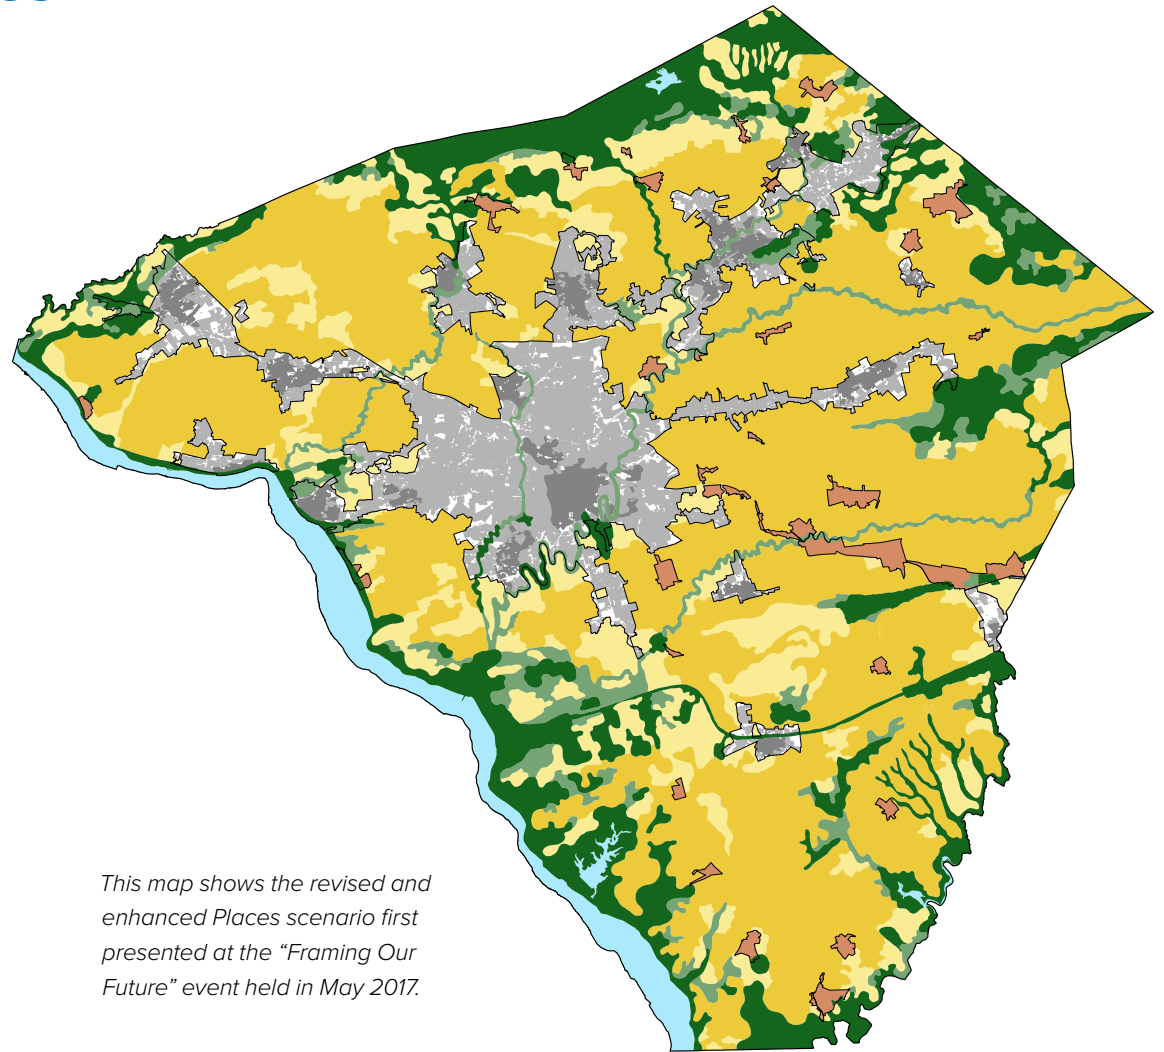 This map shows the revised and
enhanced Places scenario first
presented at the “Framing Our
Future” event held in May 2017.